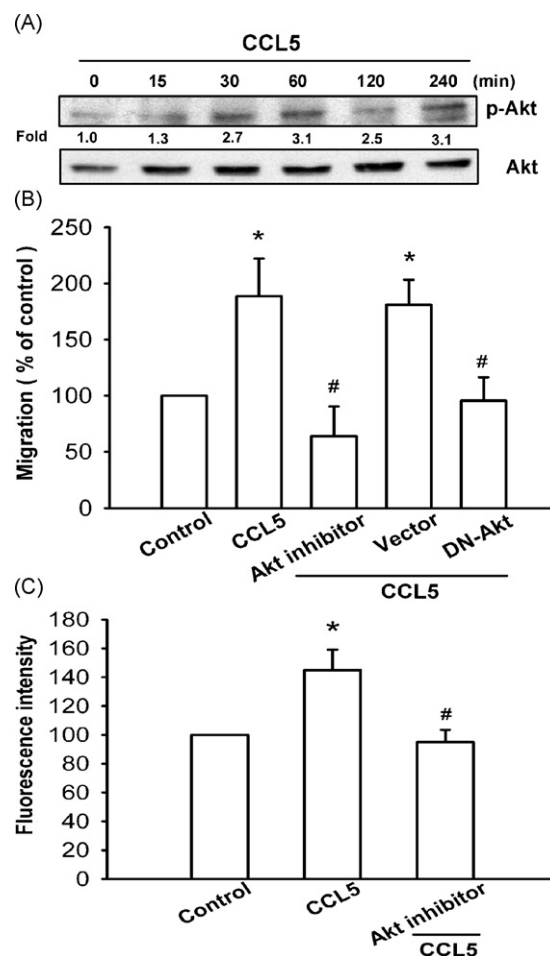 (A)
CCL5
0 15 30 60 120 240 (min)
p-Akt
Fold 1.0 1.3 2.7 3.1 2.5 3.1
Akt
(B)
Migration ( % of control )
250
200
150
100
50
0
* # * #
Control CCL5 Akt inhibitor Vector DN-Akt
CCL5
(C)
Fluorescence intensity
180
160
140
120
100
80
60
40
20
0
* #
Control CCL5 Akt inhibitor
CCL5